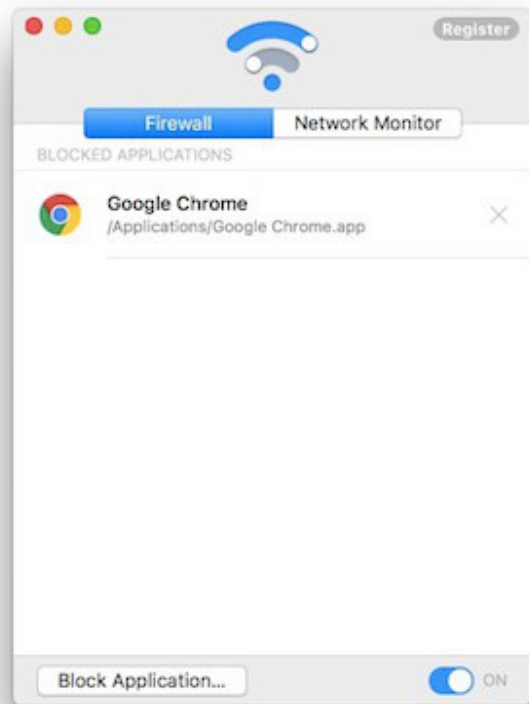 Register
Firewall
Network Monitor
BLOCKED APPLICATIONS
Google Chrome
/Applications/Google Chrome.app
Block Application...
ON